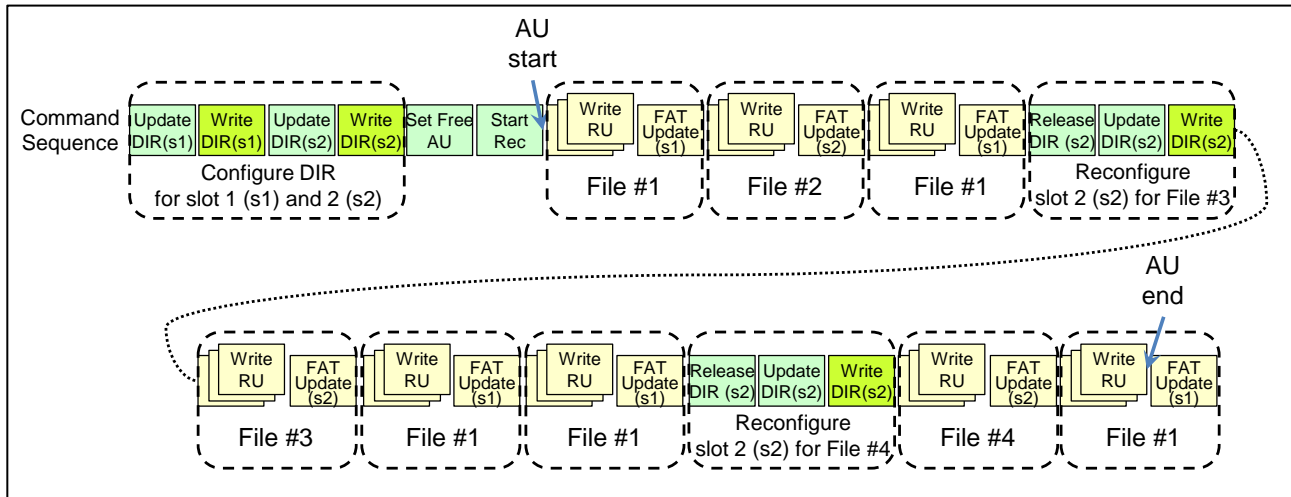 AU
start
Command
Sequence
Update
DIR(s1)
Write
DIR(s1)
Update
DIR(s2)
Write
DIR(s2)
Set Free
AU
Start
Rec
Write
RU
FAT
Update
(s1)
Write
RU
FAT
Update
(s2)
Write
RU
FAT
Update
(s1)
Release
DIR (s2)
Update
DIR(s2)
Write
DIR(s2)
Configure DIR
for slot 1 (s1) and 2 (s2)
File #1
File #2
File #1
Reconfigure
slot 2 (s2) for File #3
AU
end
Write
RU
FAT
Update
(s2)
Write
RU
FAT
Update
(s1)
Write
RU
FAT
Update
(s1)
Release
DIR (s2)
Update
DIR(s2)
Write
DIR(s2)
Write
RU
FAT
Update
(s2)
Write
RU
FAT
Update
(s1)
File #3
File #1
File #1
Reconfigure
slot 2 (s2) for File #4
File #4
File #1